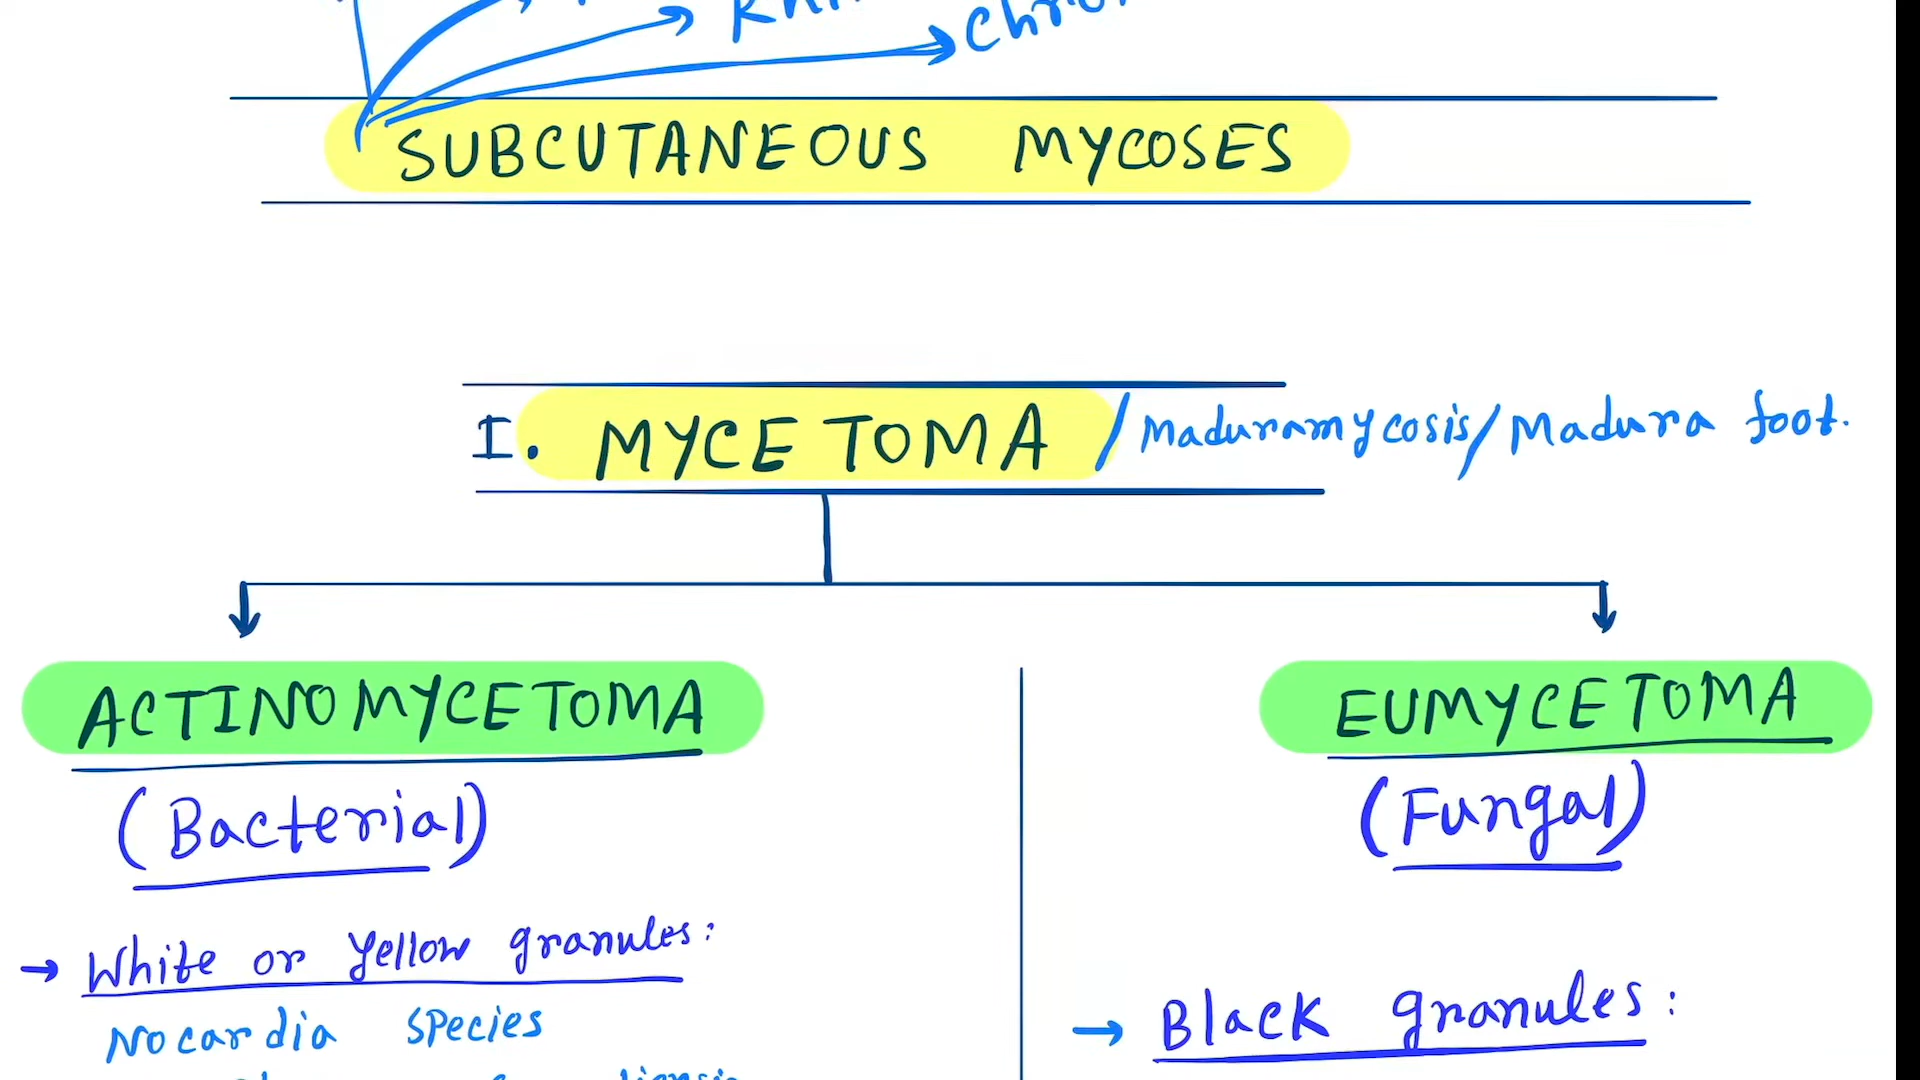 SUBCUTANEOUS MYCOSES
I. MYCETOMA / Maduramycosis / Madura foot.
ACTINOMYCETOMA
EUMYCETOMA
(Bacterial)
(Fungal)
→ White or Yellow granules:
Nocardia species
→ Black granules: